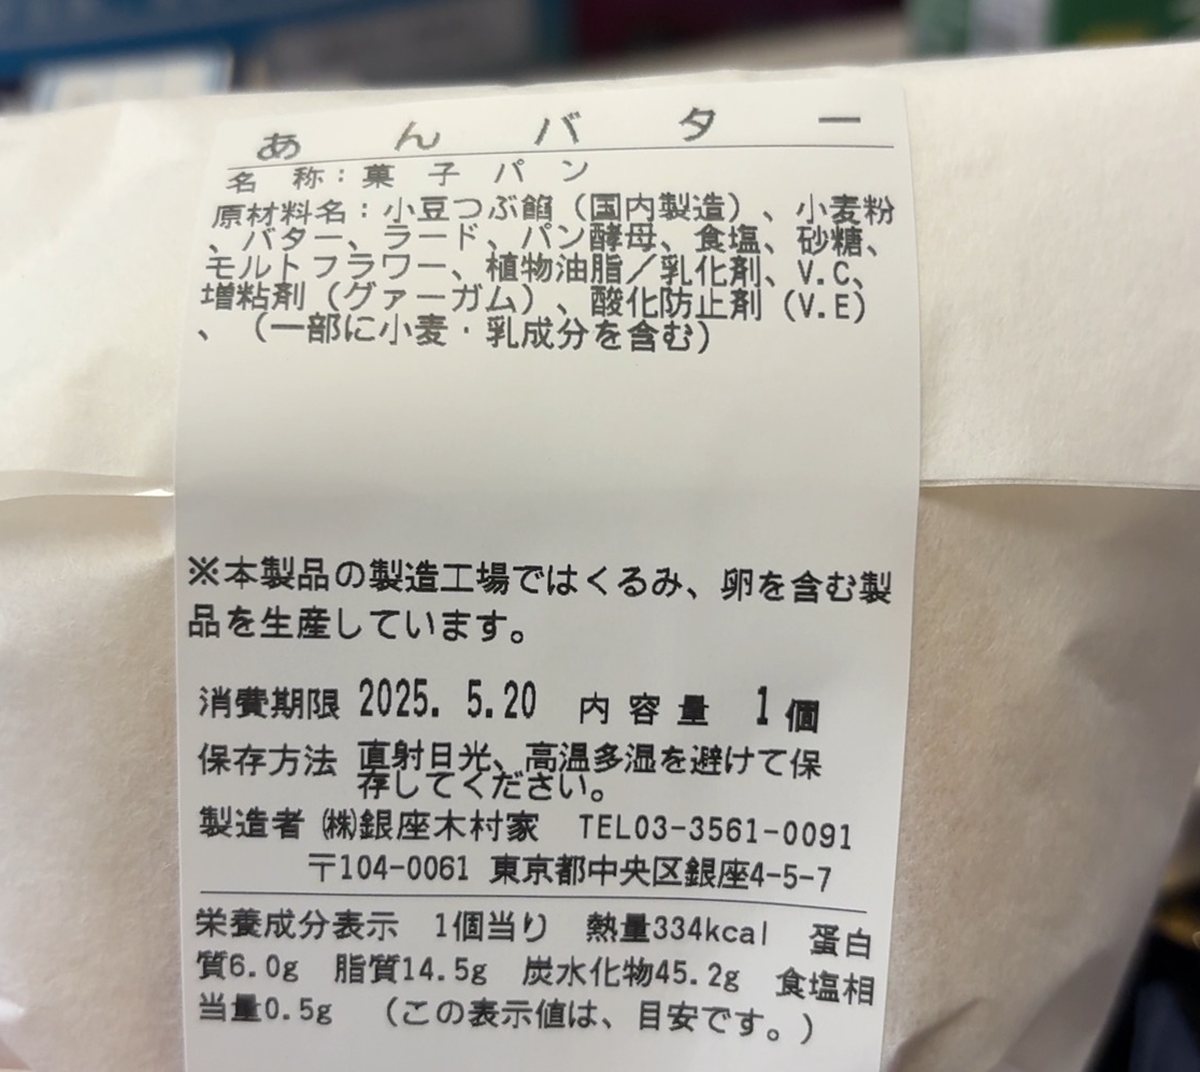 あんバター
名 称：菓 子 パ ン
原材料名：小豆つぶ餡（国内製造）、小麦粉
、バター、ラード、パン酵母、食塩、砂糖、
モルトフラワー、植物油脂／乳化剤、V.C、
増粘剤（グァーガム）、酸化防止剤（V.E）
、（一部に小麦・乳成分を含む）
※本製品の製造工場ではくるみ、卵を含む製
品を生産しています。
消費期限 2025. 5.20 内容量 1個
保存方法 直射日光、高温多湿を避けて保
存してください。
製造者 ㈱銀座木村家 TEL03-3561-0091
〒104-0061 東京都中央区銀座4-5-7
栄養成分表示 1個当り 熱量334kcal 蛋白
質6.0g 脂質14.5g 炭水化物45.2g 食塩相
当量0.5g （この表示値は、目安です。）